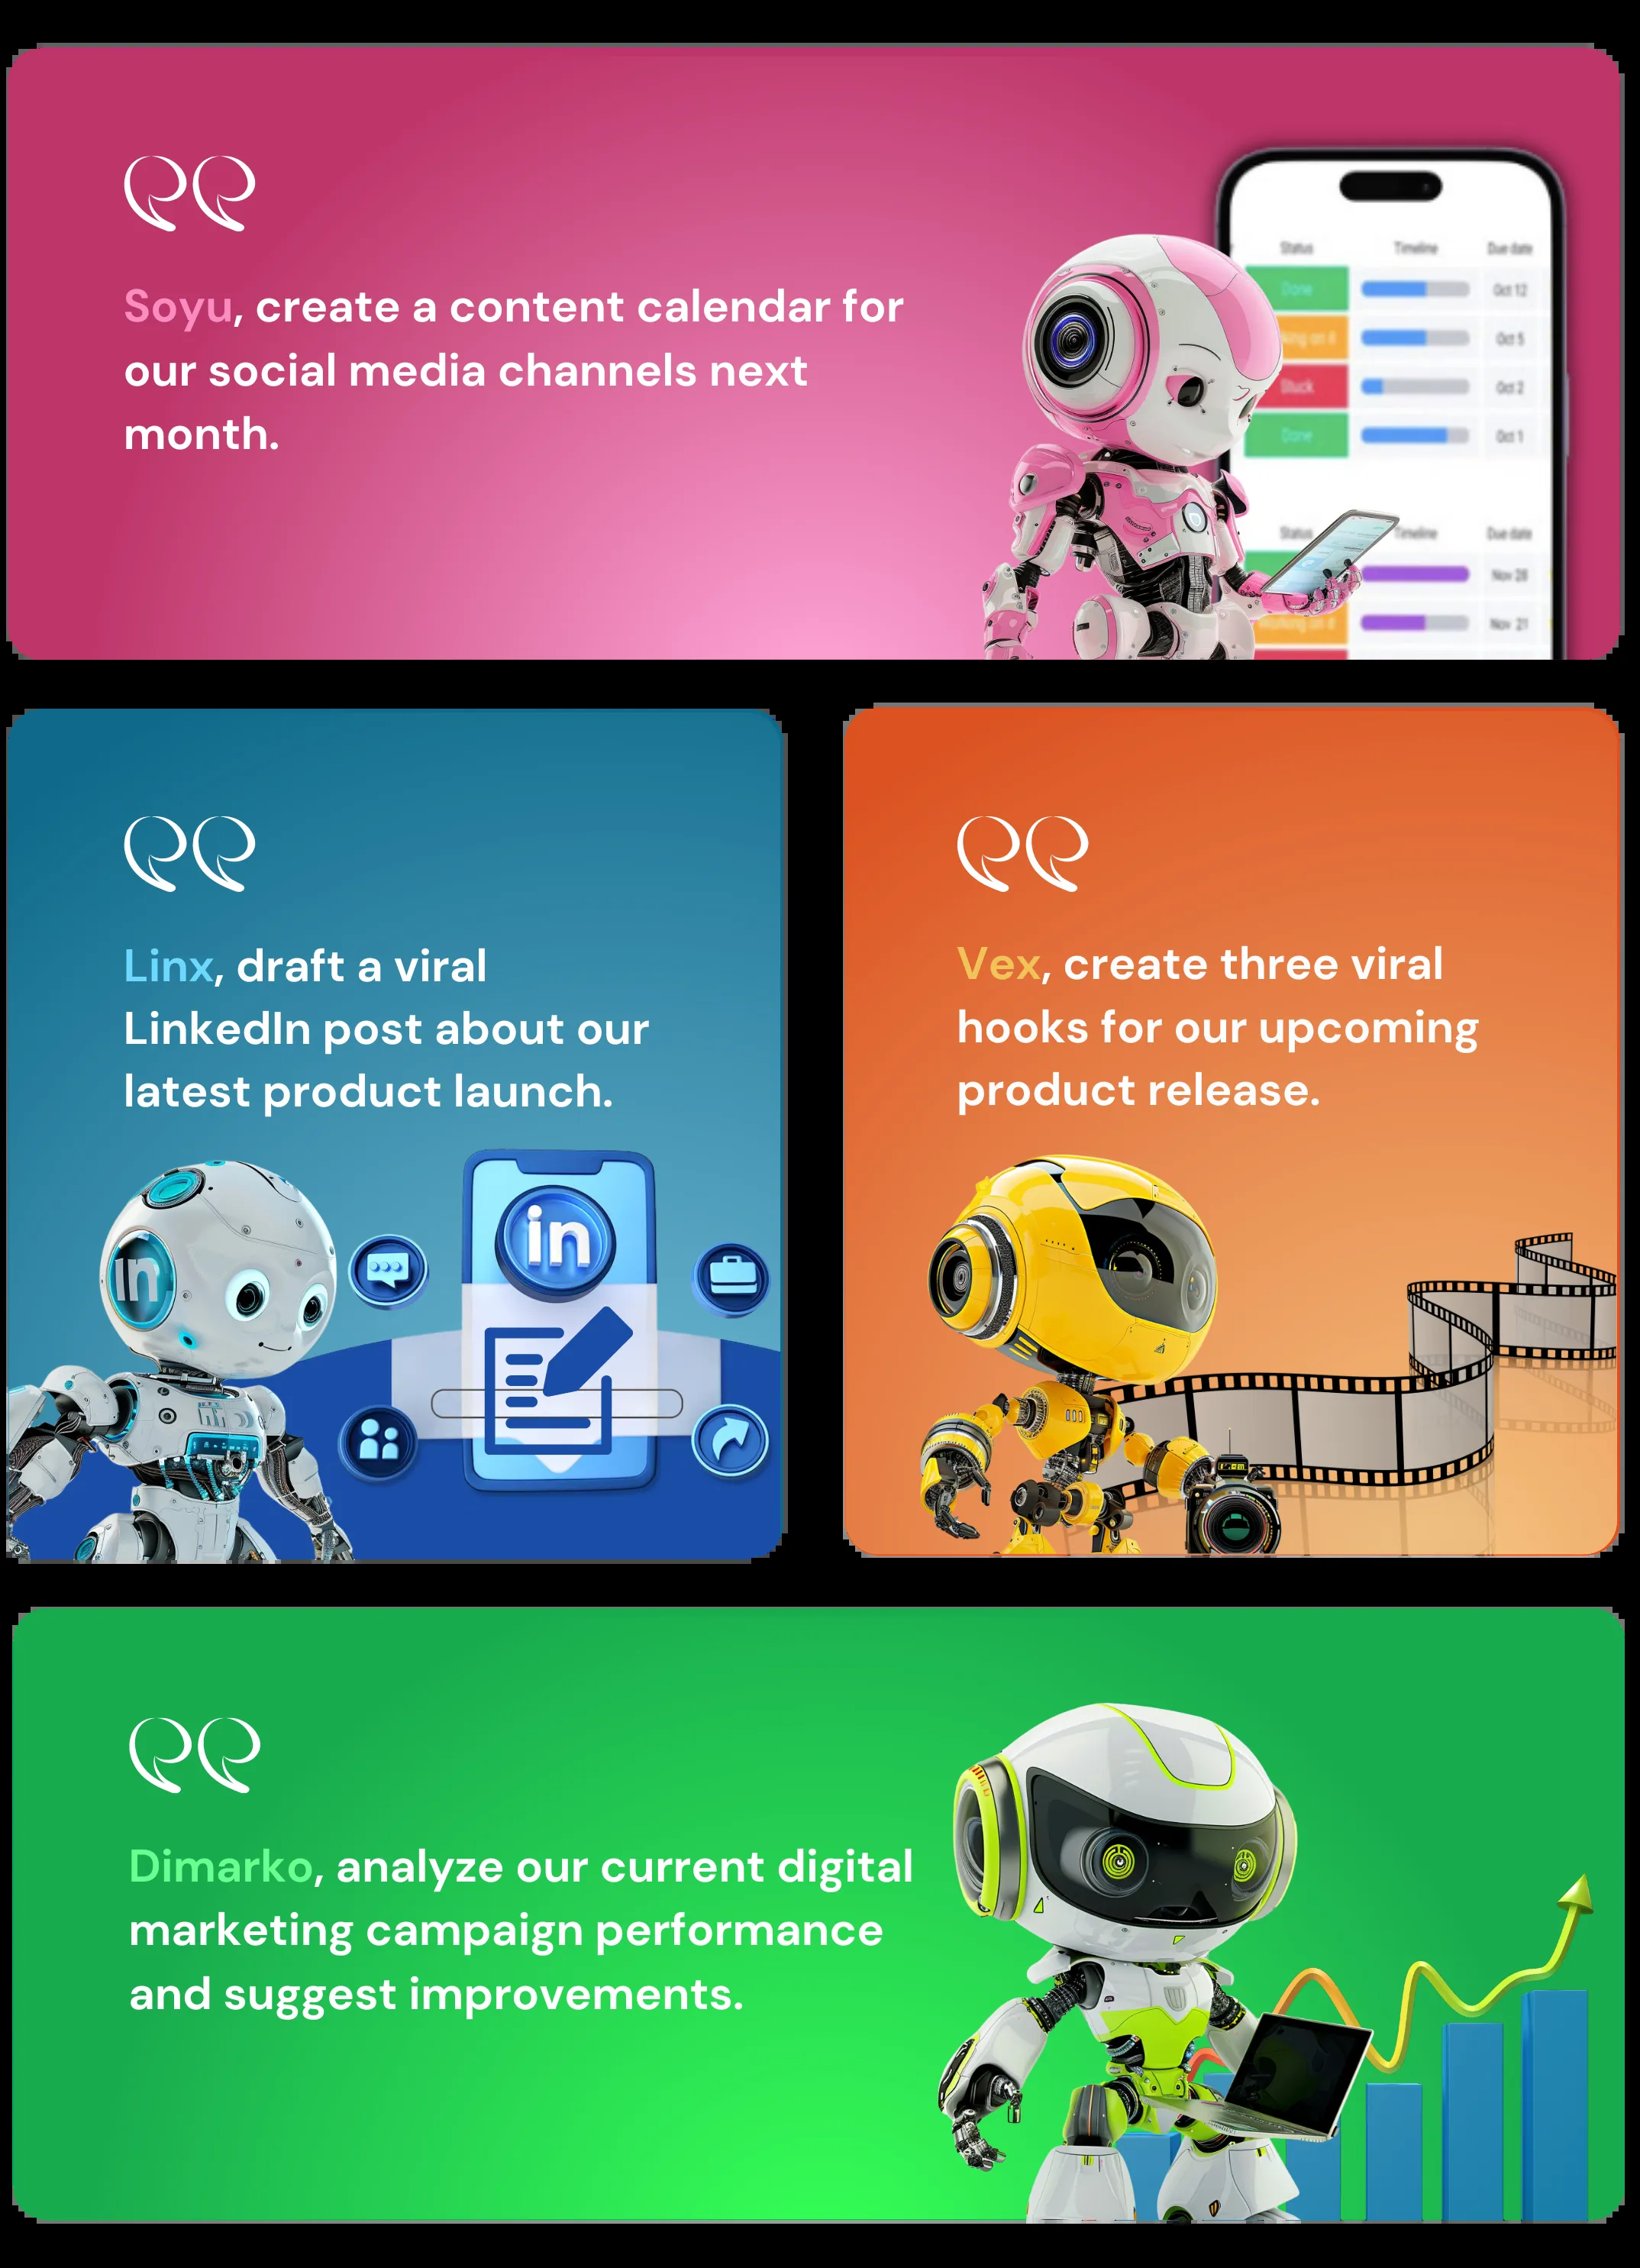 Soyu, create a content calendar for
our social media channels next
month.
Status Timeline Due date
Done Oct 12
Oct 5
Stuck Oct 2
Done Oct 1
Status Timeline Due date
Nov 28
Working on it Nov 21
Linx, draft a viral
LinkedIn post about our
latest product launch.
in
in
Vex, create three viral
hooks for our upcoming
product release.
Dimarko, analyze our current digital
marketing campaign performance
and suggest improvements.